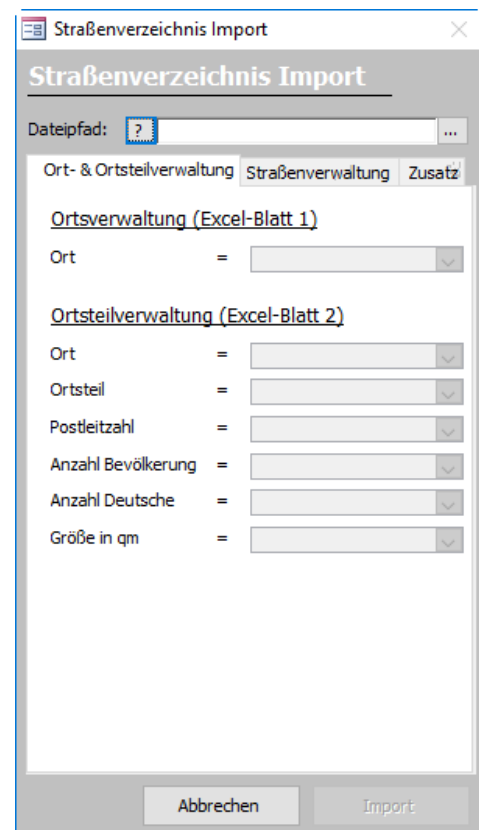 Straßenverzeichnis Import
Straßenverzeichnis Import
Dateipfad: ? ...
Ort- & Ortsteilverwaltung Straßenverwaltung Zusatz
Ortsverwaltung (Excel-Blatt 1)
Ort =
Ortsteilverwaltung (Excel-Blatt 2)
Ort =
Ortsteil =
Postleitzahl =
Anzahl Bevölkerung =
Anzahl Deutsche =
Größe in qm =
Abbrechen Import